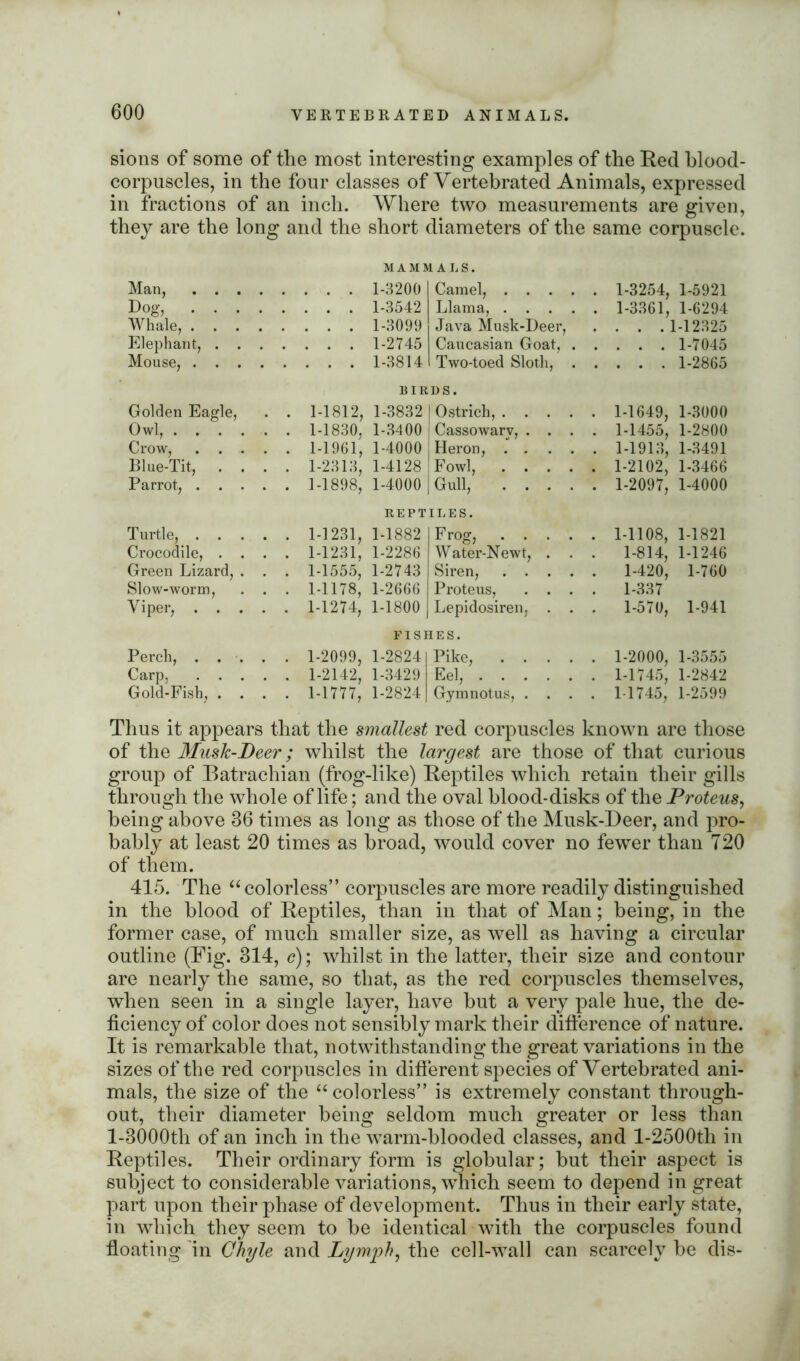 600 VERTEBRATED ANIMALS.
sions of some of the most interesting examples of the Red blood-
corpuscles, in the four classes of Vertebrated Animals, expressed
in fractions of an inch. Where two measurements are given,
they are the long and the short diameters of the same corpuscle.
MAMMALS.
Man, . . . . . . . . 1-3200 Camel, . . . . . . 1-3254, 1-5921
Dog, . . . . . . . . 1-3542 Llama, . . . . . . 1-3361, 1-6294
Whale, . . . . . . . . 1-3099 Java Musk-Deer, . . . . 1-12325
Elephant, . . . . . . . 1-2745 Caucasian Goat, . . . . . . 1-7045
Mouse, . . . . . . . . 1-3814 Two-toed Sloth, . . . . . . 1-2865
BIRDS.
Golden Eagle, . . 1-1812, 1-3832 Ostrich, . . . . . . 1-1649, 1-3000
Owl, . . . . . . 1-1830, 1-3400 Cassowary, . . . . 1-1455, 1-2800
Crow, . . . . . 1-1961, 1-4000 Heron, . . . . . . 1-1913, 1-3491
Blue-Tit, . . . . 1-2313, 1-4128 Fowl, . . . . . . 1-2102, 1-3466
Parrot, . . . . . 1-1898, 1-4000 Gull, . . . . . . 1-2097, 1-4000
REPTILES.
Turtle, . . . . . 1-1231, 1-1882 Frog, . . . . . . 1-1108, 1-1821
Crocodile, . . . . 1-1231, 1-2286 Water-Newt, . . . 1-814, 1-1246
Green Lizard, . . . 1-1555, 1-2743 Siren, . . . . . 1-420, 1-760
Slow-worm, . . . 1-1178, 1-2666 Proteus, . . . . 1-337
Viper, . . . . . 1-1274, 1-1800 Lepidosiren, . . . 1-570, 1-941
FISHES.
Perch, . . . . . . 1-2099, 1-2824 Pike, . . . . . . 1-2000, 1-3555
Carp, . . . . . 1-2142, 1-3429 Eel, . . . . . . . 1-1745, 1-2842
Gold-Fish, . . . . 1-1777, 1-2824 Gymnotus, . . . . 1-1745, 1-2599
Thus it appears that the smallest red corpuscles known are those
of the Musk-Deer; whilst the largest are those of that curious
group of Batrachian (frog-like) Reptiles which retain their gills
through the whole of life; and the oval blood-disks of the Proteus,
being above 36 times as long as those of the Musk-Deer, and pro-
bably at least 20 times as broad, would cover no fewer than 720
of them.
415. The “colorless” corpuscles are more readily distinguished
in the blood of Reptiles, than in that of Man; being, in the
former case, of much smaller size, as well as having a circular
outline (Fig. 314, c); whilst in the latter, their size and contour
are nearly the same, so that, as the red corpuscles themselves,
when seen in a single layer, have but a very pale hue, the de-
ficiency of color does not sensibly mark their difference of nature.
It is remarkable that, notwithstanding the great variations in the
sizes of the red corpuscles in different species of Vertebrated ani-
mals, the size of the “colorless” is extremely constant through-
out, their diameter being seldom much greater or less than
1-3000th of an inch in the warm-blooded classes, and 1-2500th in
Reptiles. Their ordinary form is globular; but their aspect is
subject to considerable variations, which seem to depend in great
part upon their phase of development. Thus in their early state,
in which they seem to be identical with the corpuscles found
floating in Chyle and Lymph, the cell-wall can scarcely be dis-